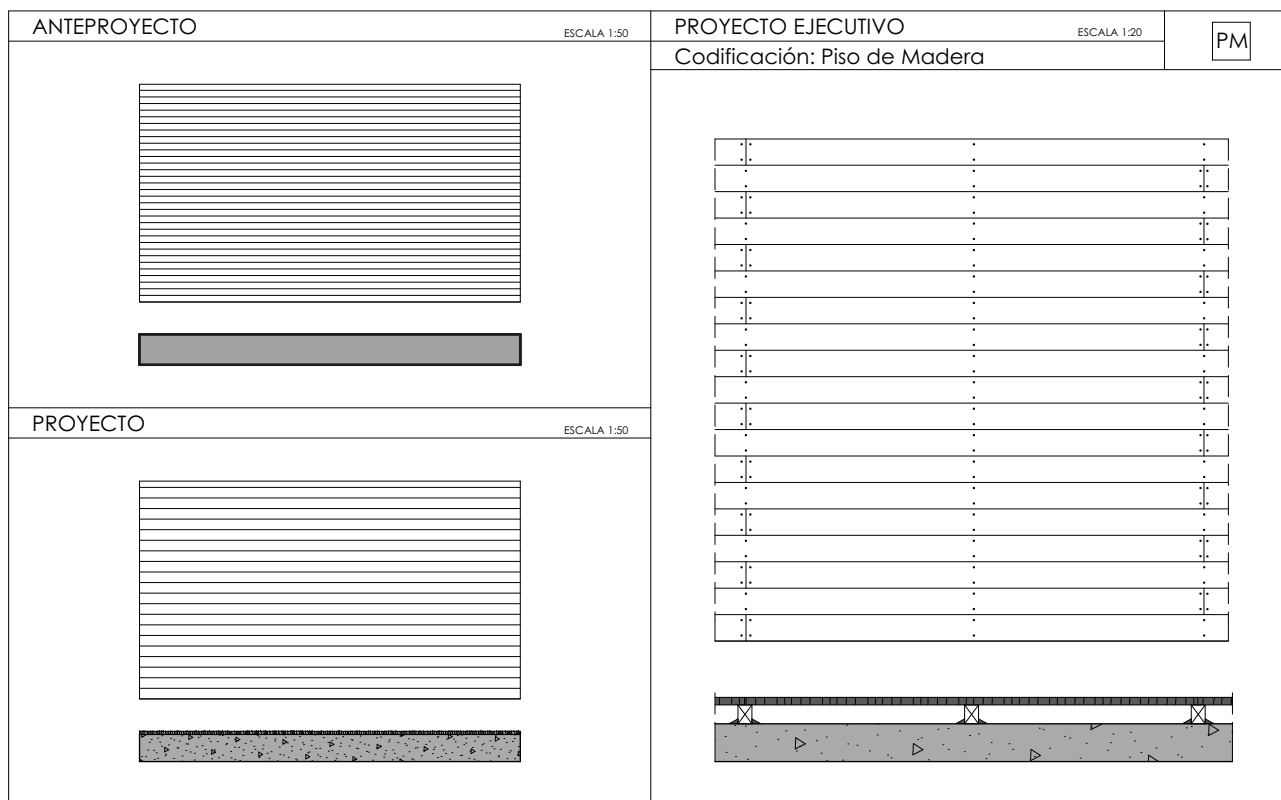 ANTEPROYECTO
ESCALA 1:50
PROYECTO
ESCALA 1:50
PROYECTO EJECUTIVO
ESCALA 1:20
Codificación: Piso de Madera
PM